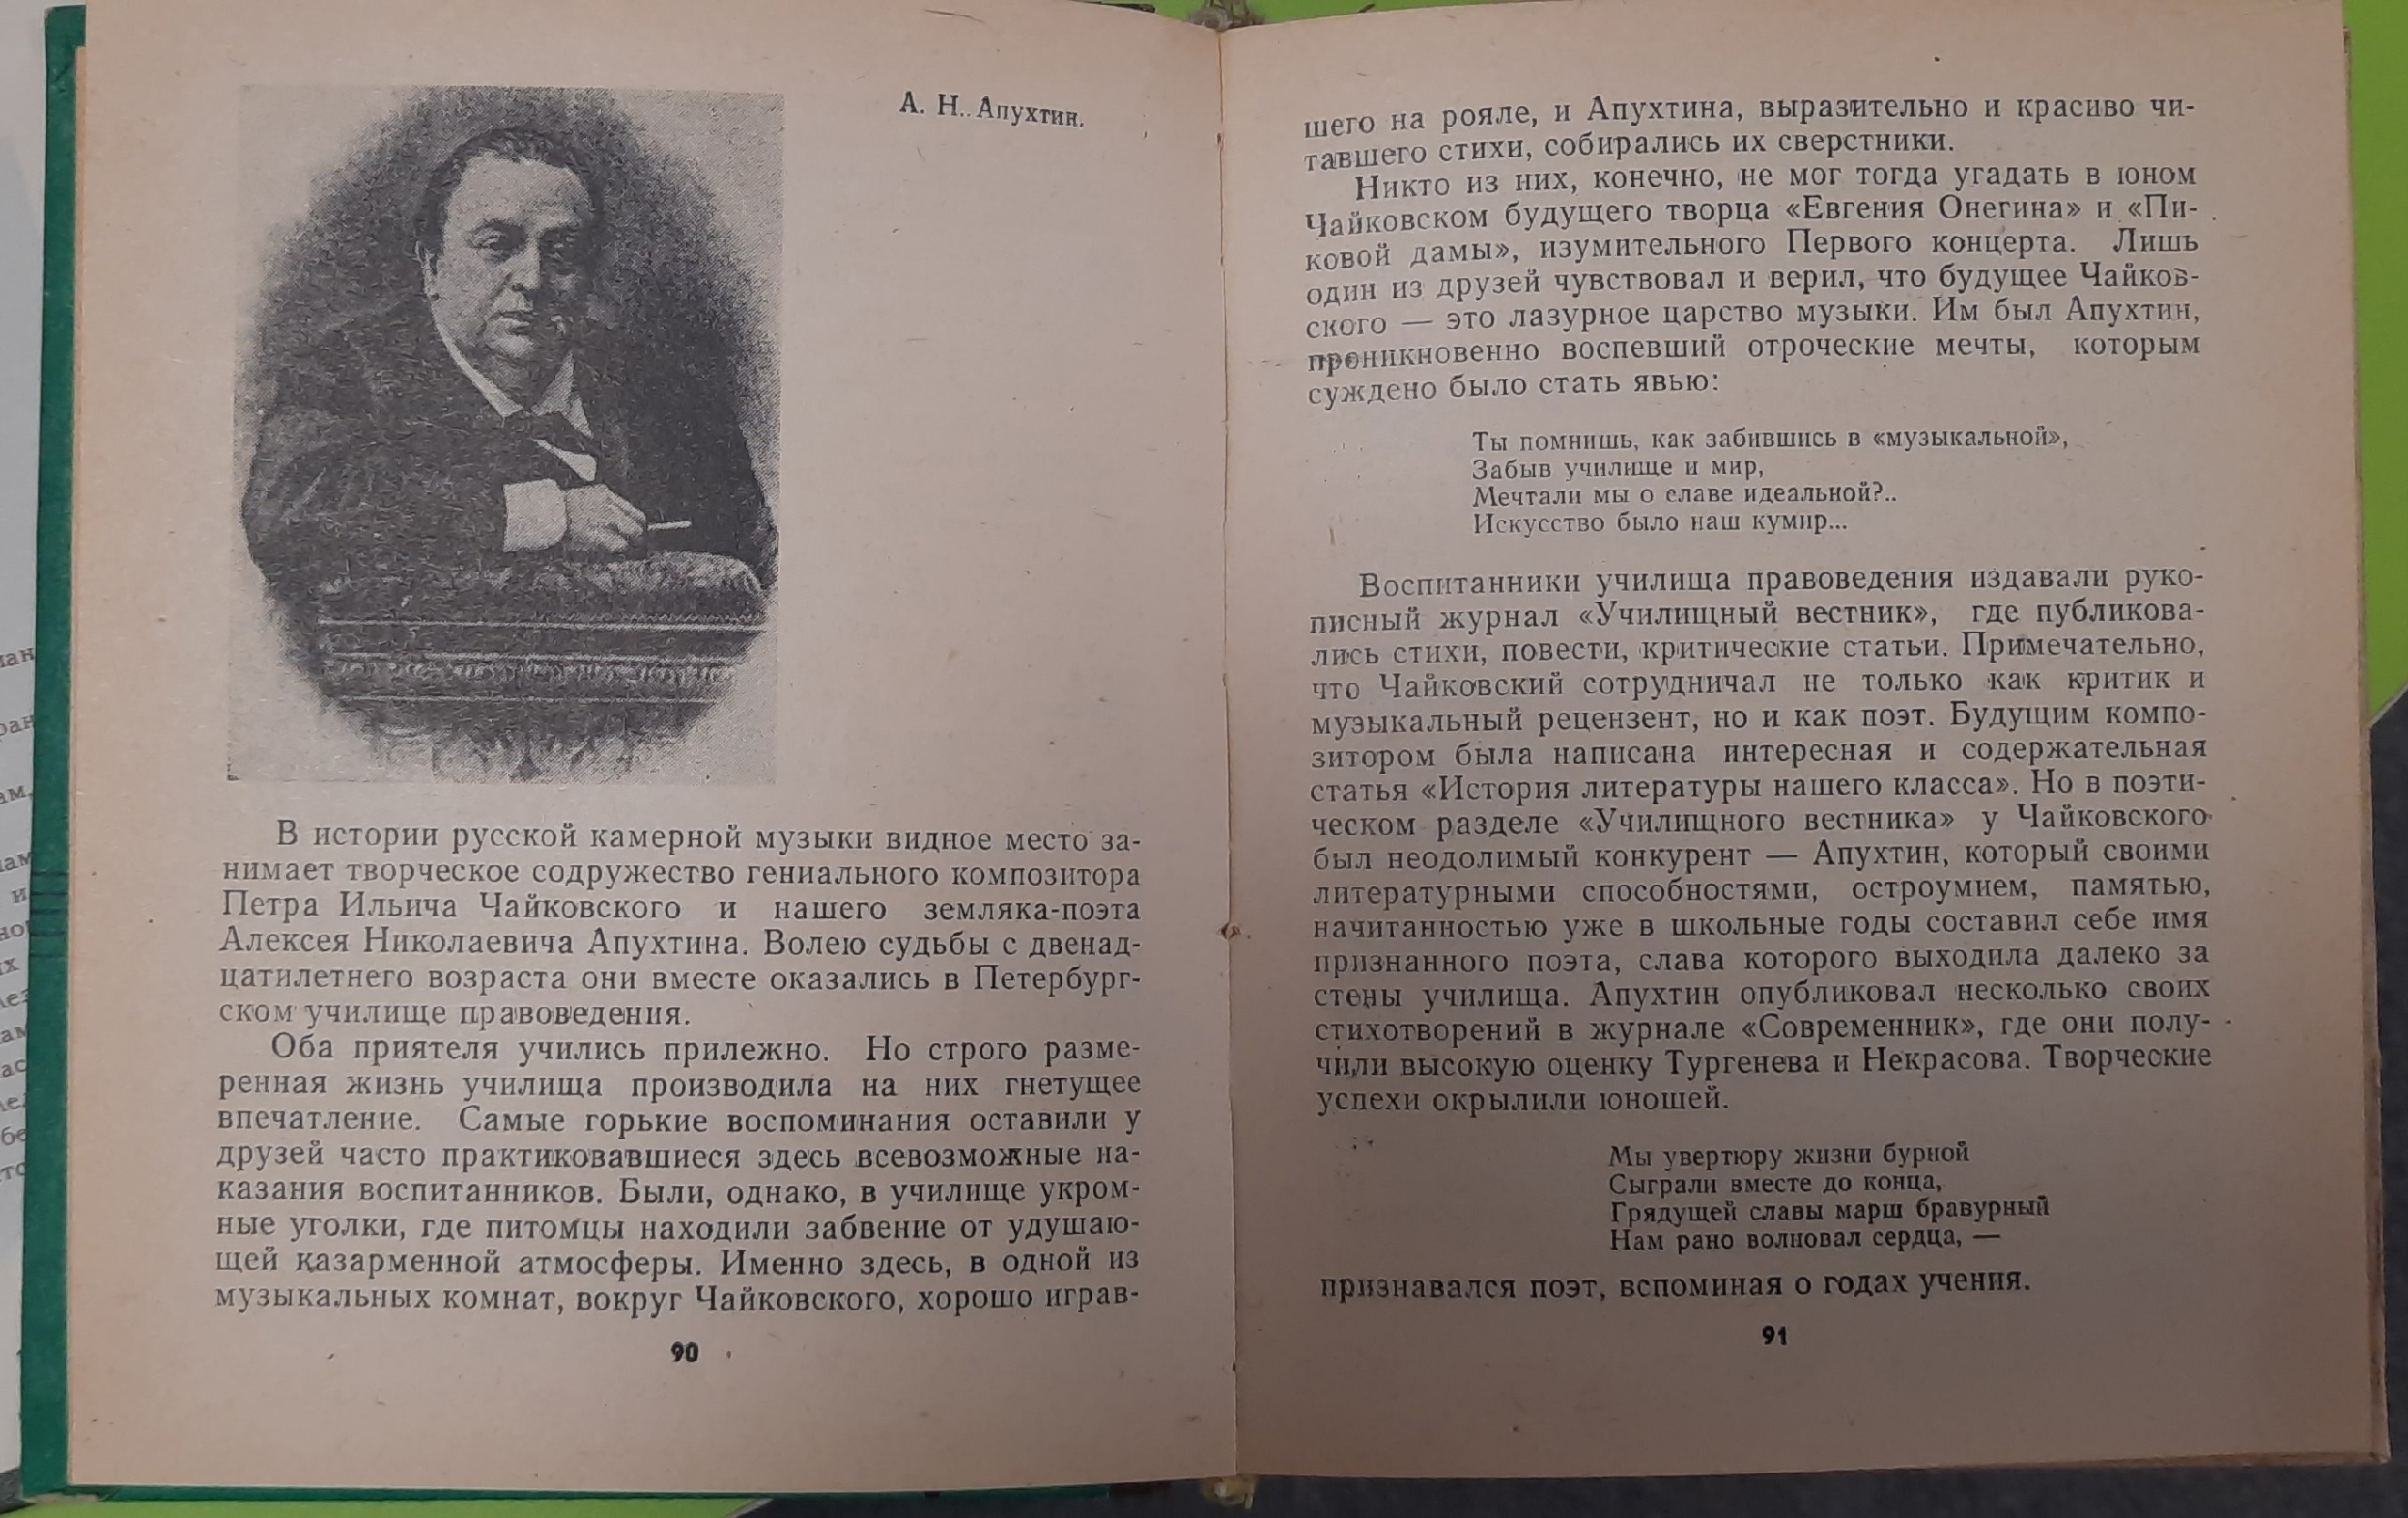 А. Н. Апухтин.
В истории русской камерной музыки видное место за-
нимает творческое содружество гениального композитора
Петра Ильича Чайковского и нашего земляка-поэта
Алексея Николаевича Апухтина. Волею судьбы с двенад-
цатилетнего возраста они вместе оказались в Петербург-
ском училище правоведения.
Оба приятеля учились прилежно. Но строго разме-
ренная жизнь училища производила на них гнетущее
впечатление. Самые горькие воспоминания оставили у
друзей часто практиковавшиеся здесь всевозможные на-
казания воспитанников. Были, однако, в училище укром-
ные уголки, где питомцы находили забвение от удушаю-
щей казарменной атмосферы. Именно здесь, в одной из
музыкальных комнат, вокруг Чайковского, хорошо играв-
90
шего на рояле, и Апухтина, выразительно и красиво чи-
тавшего стихи, собирались их сверстники.
Никто из них, конечно, не мог тогда угадать в юном
Чайковском будущего творца «Евгения Онегина» и «Пи-
ковой дамы», изумительного Первого концерта. Лишь
один из друзей чувствовал и верил, что будущее Чайков-
ского — это лазурное царство музыки. Им был Апухтин,
проникновенно воспевший отроческие мечты, которым
суждено было стать явью:
Ты помнишь, как забившись в «музыкальной»,
Забыв училище и мир,
Мечтали мы о славе идеальной?..
Искусство было наш кумир...
Воспитанники училища правоведения издавали руко-
писный журнал «Училищный вестник», где публикова-
лись стихи, повести, критические статьи. Примечательно,
что Чайковский сотрудничал не только как критик и
музыкальный рецензент, но и как поэт. Будущим компо-
зитором была написана интересная и содержательная
статья «История литературы нашего класса». Но в поэти-
ческом разделе «Училищного вестника» у Чайковского
был неодолимый конкурент — Апухтин, который своими
литературными способностями, остроумием, памятью,
начитанностью уже в школьные годы составил себе имя
признанного поэта, слава которого выходила далеко за
стены училища. Апухтин опубликовал несколько своих
стихотворений в журнале «Современник», где они полу-
чили высокую оценку Тургенева и Некрасова. Творческие
успехи окрылили юношей.
Мы увертюру жизни бурной
Сыграли вместе до конца,
Грядущей славы марш бравурный
Нам рано волновал сердца, —
признавался поэт, вспоминая о годах учения.
91